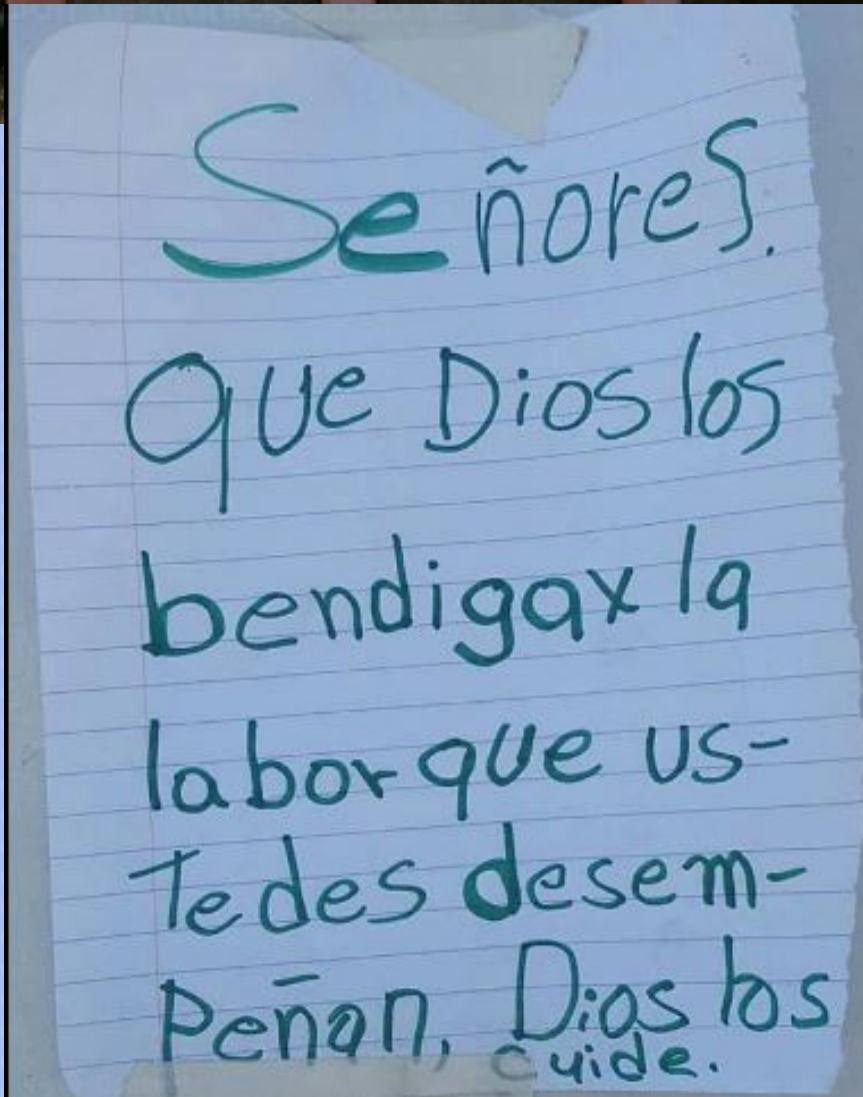 Señores.
Que Dios los
bendiga x la
labor que us-
tedes desem-
Peñan, Dios los
cuide.